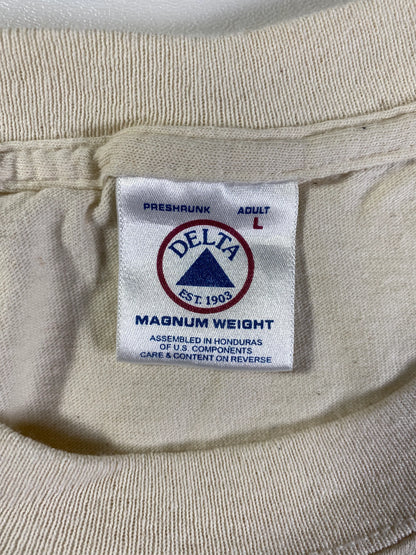 PRESHRUNK ADULT
L
DELTA
EST. 1903
MAGNUM WEIGHT
ASSEMBLED IN HONDURAS
OF U.S. COMPONENTS
CARE & CONTENT ON REVERSE